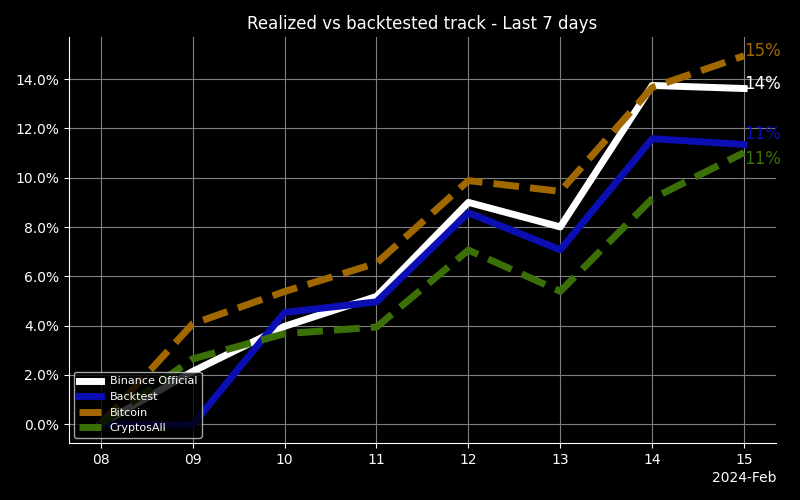 Realized vs backtested track - Last 7 days
15%
14.0%
14%
12.0%
11%
11%
10.0%
8.0%
6.0%
4.0%
2.0%
0.0%
Binance Official
Backtest
Bitcoin
CryptosAll
08 09 10 11 12 13 14 15
2024-Feb